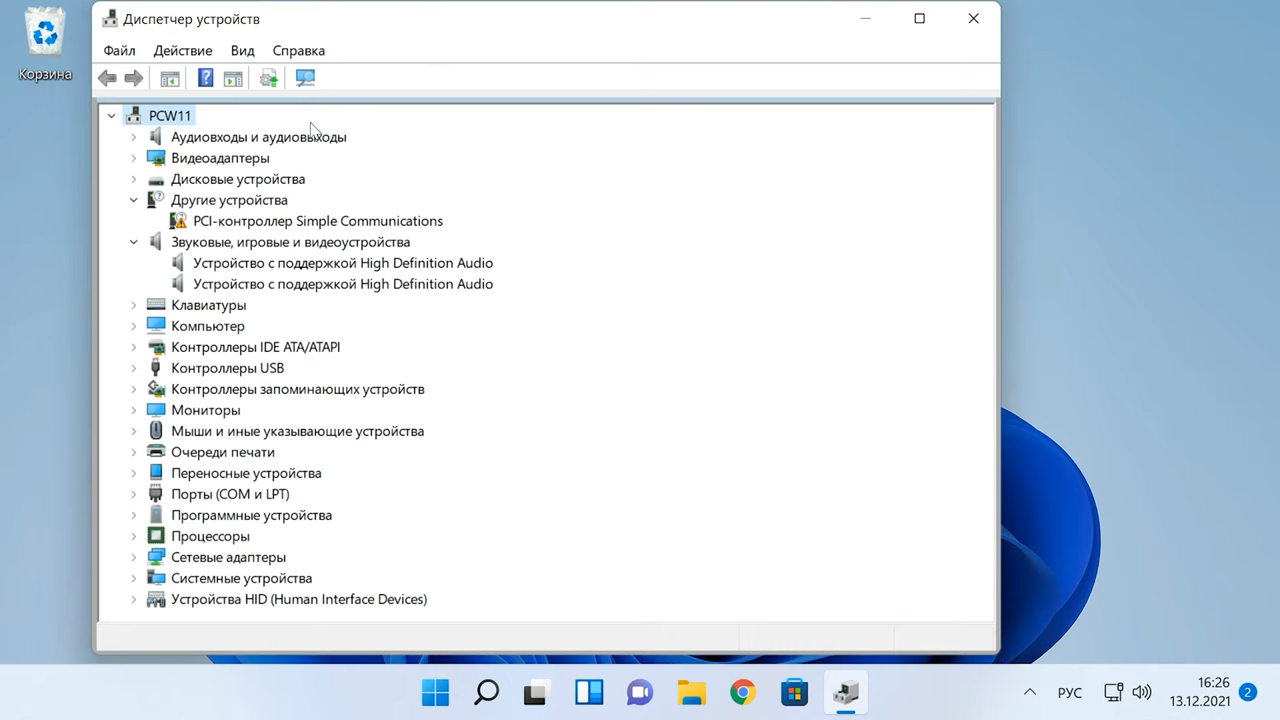 Корзина
Диспетчер устройств
Файл Действие Вид Справка
PCW11
Аудиовходы и аудиовыходы
Видеоадаптеры
Дисковые устройства
Другие устройства
PCI-контроллер Simple Communications
Звуковые, игровые и видеоустройства
Устройство с поддержкой High Definition Audio
Устройство с поддержкой High Definition Audio
Клавиатуры
Компьютер
Контроллеры IDE ATA/ATAPI
Контроллеры USB
Контроллеры запоминающих устройств
Мониторы
Мыши и иные указывающие устройства
Очереди печати
Переносные устройства
Порты (COM и LPT)
Программные устройства
Процессоры
Сетевые адаптеры
Системные устройства
Устройства HID (Human Interface Devices)
РУС
16:26
13.12.2021
2